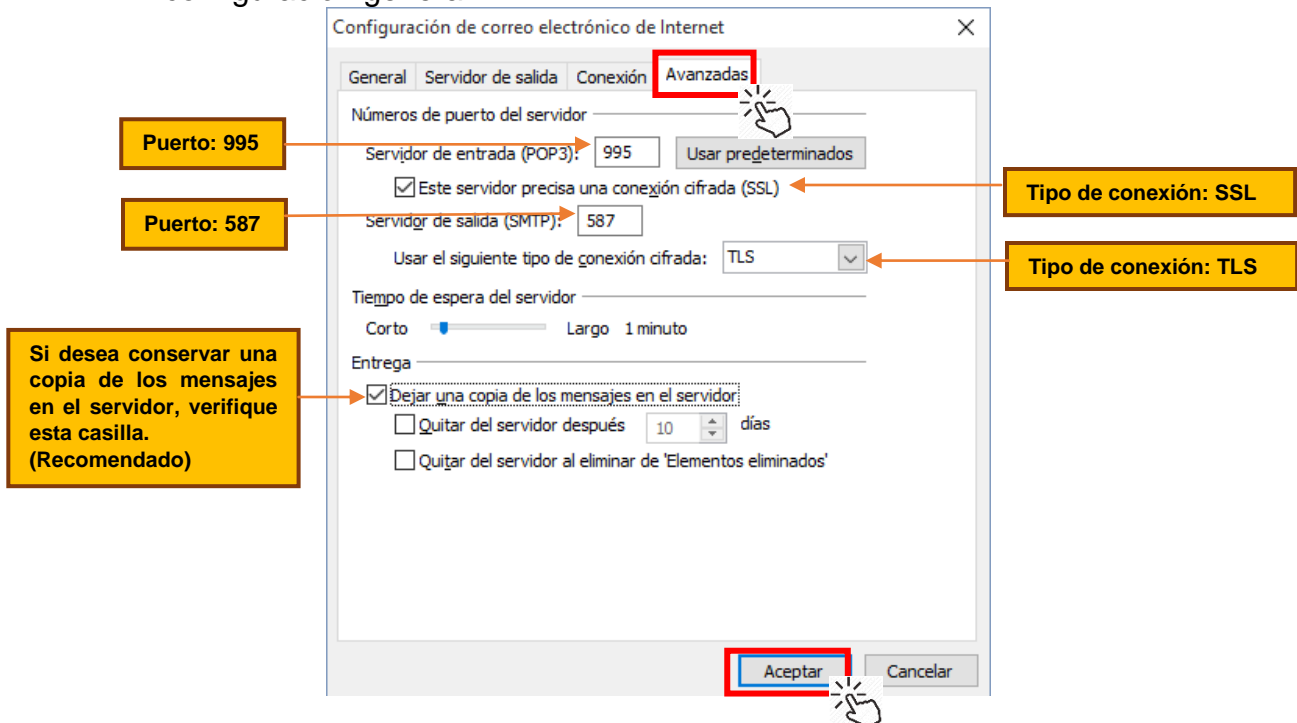 Configuración de correo electrónico de Internet
General Servidor de salida Conexión Avanzadas
Números de puerto del servidor
Puerto: 995
Servidor de entrada (POP3): 995 Usar predeterminados
Este servidor precisa una conexión cifrada (SSL)
Tipo de conexión: SSL
Puerto: 587
Servidor de salida (SMTP): 587
Usar el siguiente tipo de conexión cifrada: TLS
Tipo de conexión: TLS
Tiempo de espera del servidor
Corto Largo 1 minuto
Si desea conservar una
copia de los mensajes
en el servidor, verifique
esta casilla.
(Recomendado)
Entrega
Dejar una copia de los mensajes en el servidor
Quitar del servidor después 10 días
Quitar del servidor al eliminar de 'Elementos eliminados'
Aceptar Cancelar